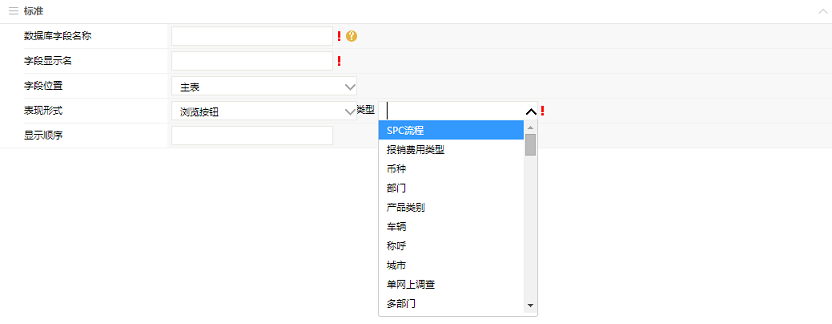 标准
数据库字段名称
字段显示名
字段位置 主表
表现形式 浏览按钮 类型
显示顺序
SPC流程
报销费用类型
币种
部门
产品类别
车辆
称呼
城市
单网上调查
多部门